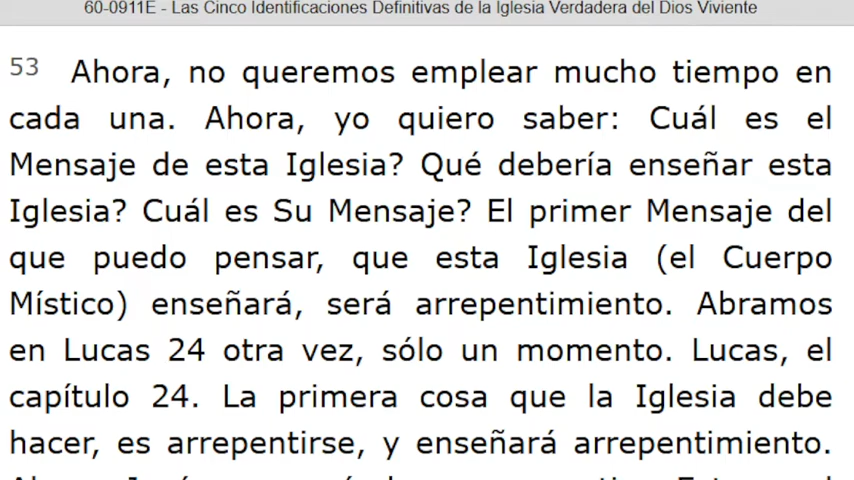 60-0911E - Las Cinco Identificaciones Definitivas de la Iglesia Verdadera del Dios Viviente
53 Ahora, no queremos emplear mucho tiempo en
cada una. Ahora, yo quiero saber: Cuál es el
Mensaje de esta Iglesia? Qué debería enseñar esta
Iglesia? Cuál es Su Mensaje? El primer Mensaje del
que puedo pensar, que esta Iglesia (el Cuerpo
Místico) enseñará, será arrepentimiento. Abramos
en Lucas 24 otra vez, sólo un momento. Lucas, el
capítulo 24. La primera cosa que la Iglesia debe
hacer, es arrepentirse, y enseñará arrepentimiento.